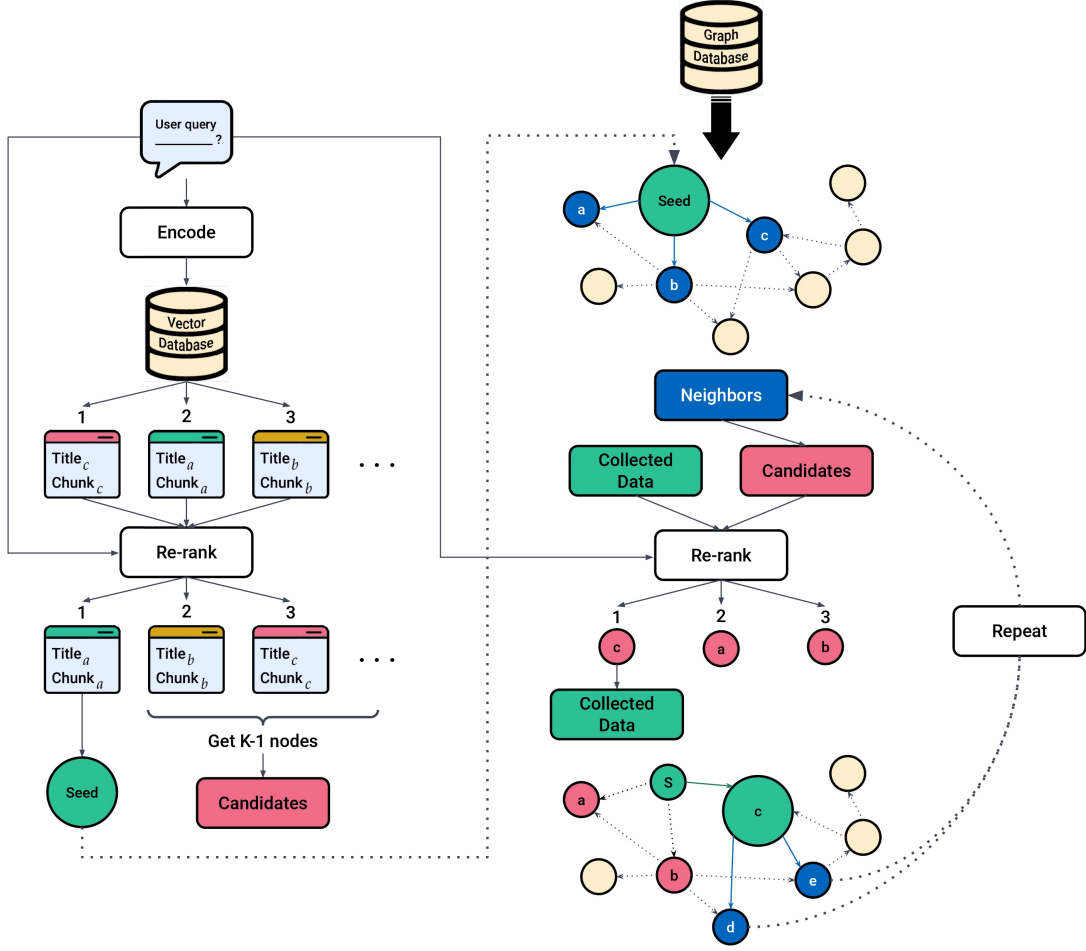 Graph
Database
User query
________ ?
Encode
Vector
Database
1
2
3
Title c
Chunk c
Title a
Chunk a
Title b
Chunk b
. . .
Re-rank
1
2
3
Title a
Chunk a
Title b
Chunk b
Title c
Chunk c
. . .
Get K-1 nodes
Seed
Candidates
Seed
a
c
b
Neighbors
Collected
Data
Candidates
Re-rank
1
2
3
c
a
b
Collected
Data
Repeat
S
a
c
b
e
d